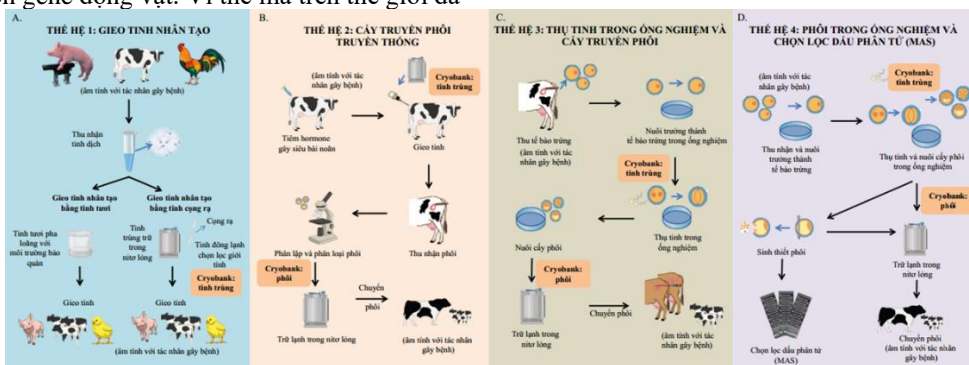 gene động vật. Vì thế mà trên thế giới đã
A.
THẾ HỆ 1: GIEO TINH NHÂN TẠO
(âm tính với tác nhân gây bệnh)
Thu nhận
tinh dịch
Gieo tinh nhân tạo
bằng tinh tươi
Gieo tinh nhân tạo
bằng tinh cọng rạ
Tinh tươi pha
loãng với
môi trường bảo
quản
Tinh
trùng trữ
trong
nitơ lỏng
Cọng rạ
Tinh đông lạnh
chọn lọc giới
tính
Cryobank:
tinh trùng
Gieo tinh
Gieo tinh
(âm tính với tác nhân gây bệnh)
B.
THẾ HỆ 2: CẤY TRUYỀN PHÔI
TRUYỀN THỐNG
(âm tính với tác
nhân gây bệnh)
Cryobank:
tinh trùng
Tiêm hormone
gây siêu bài noãn
Gieo tinh
Phân lập và phân loại phôi
Thu nhận phôi
Cryobank:
phôi
Chuyển
phôi
Trữ lạnh trong nitơ lỏng
(âm tính với tác nhân
gây bệnh)
C.
THẾ HỆ 3: THỤ TINH TRONG ỐNG NGHIỆM VÀ
CẤY TRUYỀN PHÔI
Thu tế bào trứng
(âm tính với tác
nhân gây bệnh)
Nuôi trưởng thành
tế bào trứng trong ống nghiệm
Cryobank:
tinh trùng
Nuôi cấy phôi
Thụ tinh trong
ống nghiệm
Cryobank:
phôi
Chuyển phôi
Trữ lạnh trong
nitơ lỏng
(âm tính với tác
nhân gây bệnh)
D.
THẾ HỆ 4: PHÔI TRONG ỐNG NGHIỆM VÀ
CHỌN LỌC DẤU PHÂN TỬ (MAS)
(âm tính với tác
nhân gây bệnh)
Cryobank:
tinh trùng
Thu nhận và nuôi
trưởng thành
tế bào trứng
Thụ tinh và nuôi cấy phôi
trong ống nghiệm
Cryobank:
phôi
Sinh thiết phôi
Trữ lạnh trong
nitơ lỏng
Chọn lọc dấu phân tử
(MAS)
Chuyển phôi
(âm tính với tác nhân
gây bệnh)